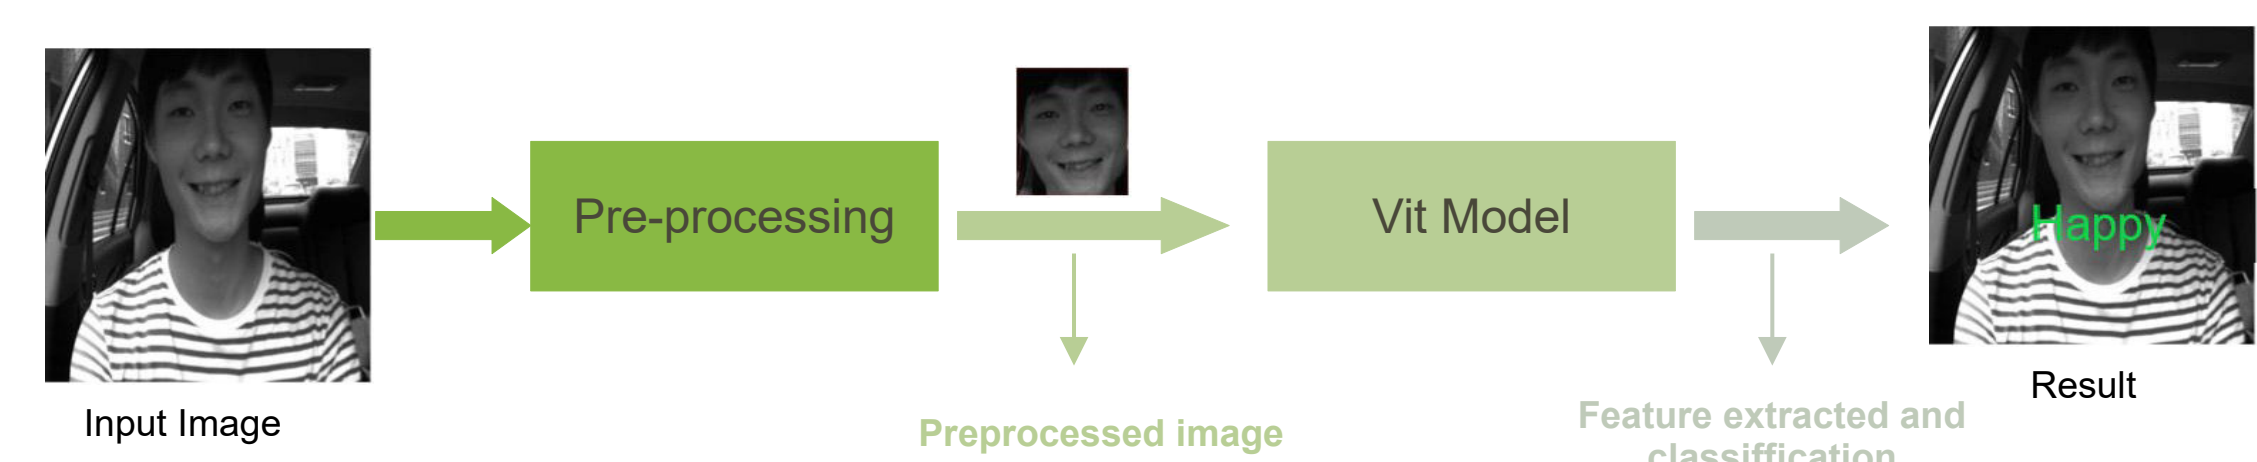 Pre-processing
Vit Model
Happy
Input Image
Preprocessed image
Feature extracted and
classiffication
Result